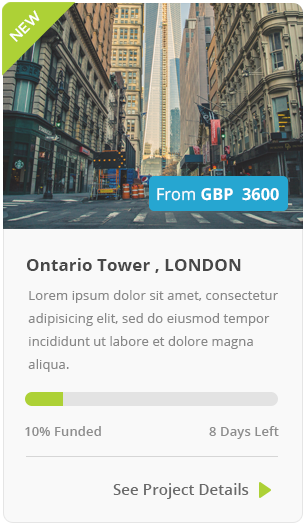 NEW
From GBP 3600
Ontario Tower , LONDON
Lorem ipsum dolor sit amet, consectetur
adipisicing elit, sed do eiusmod tempor
incididunt ut labore et dolore magna
aliqua.
10% Funded 8 Days Left
See Project Details